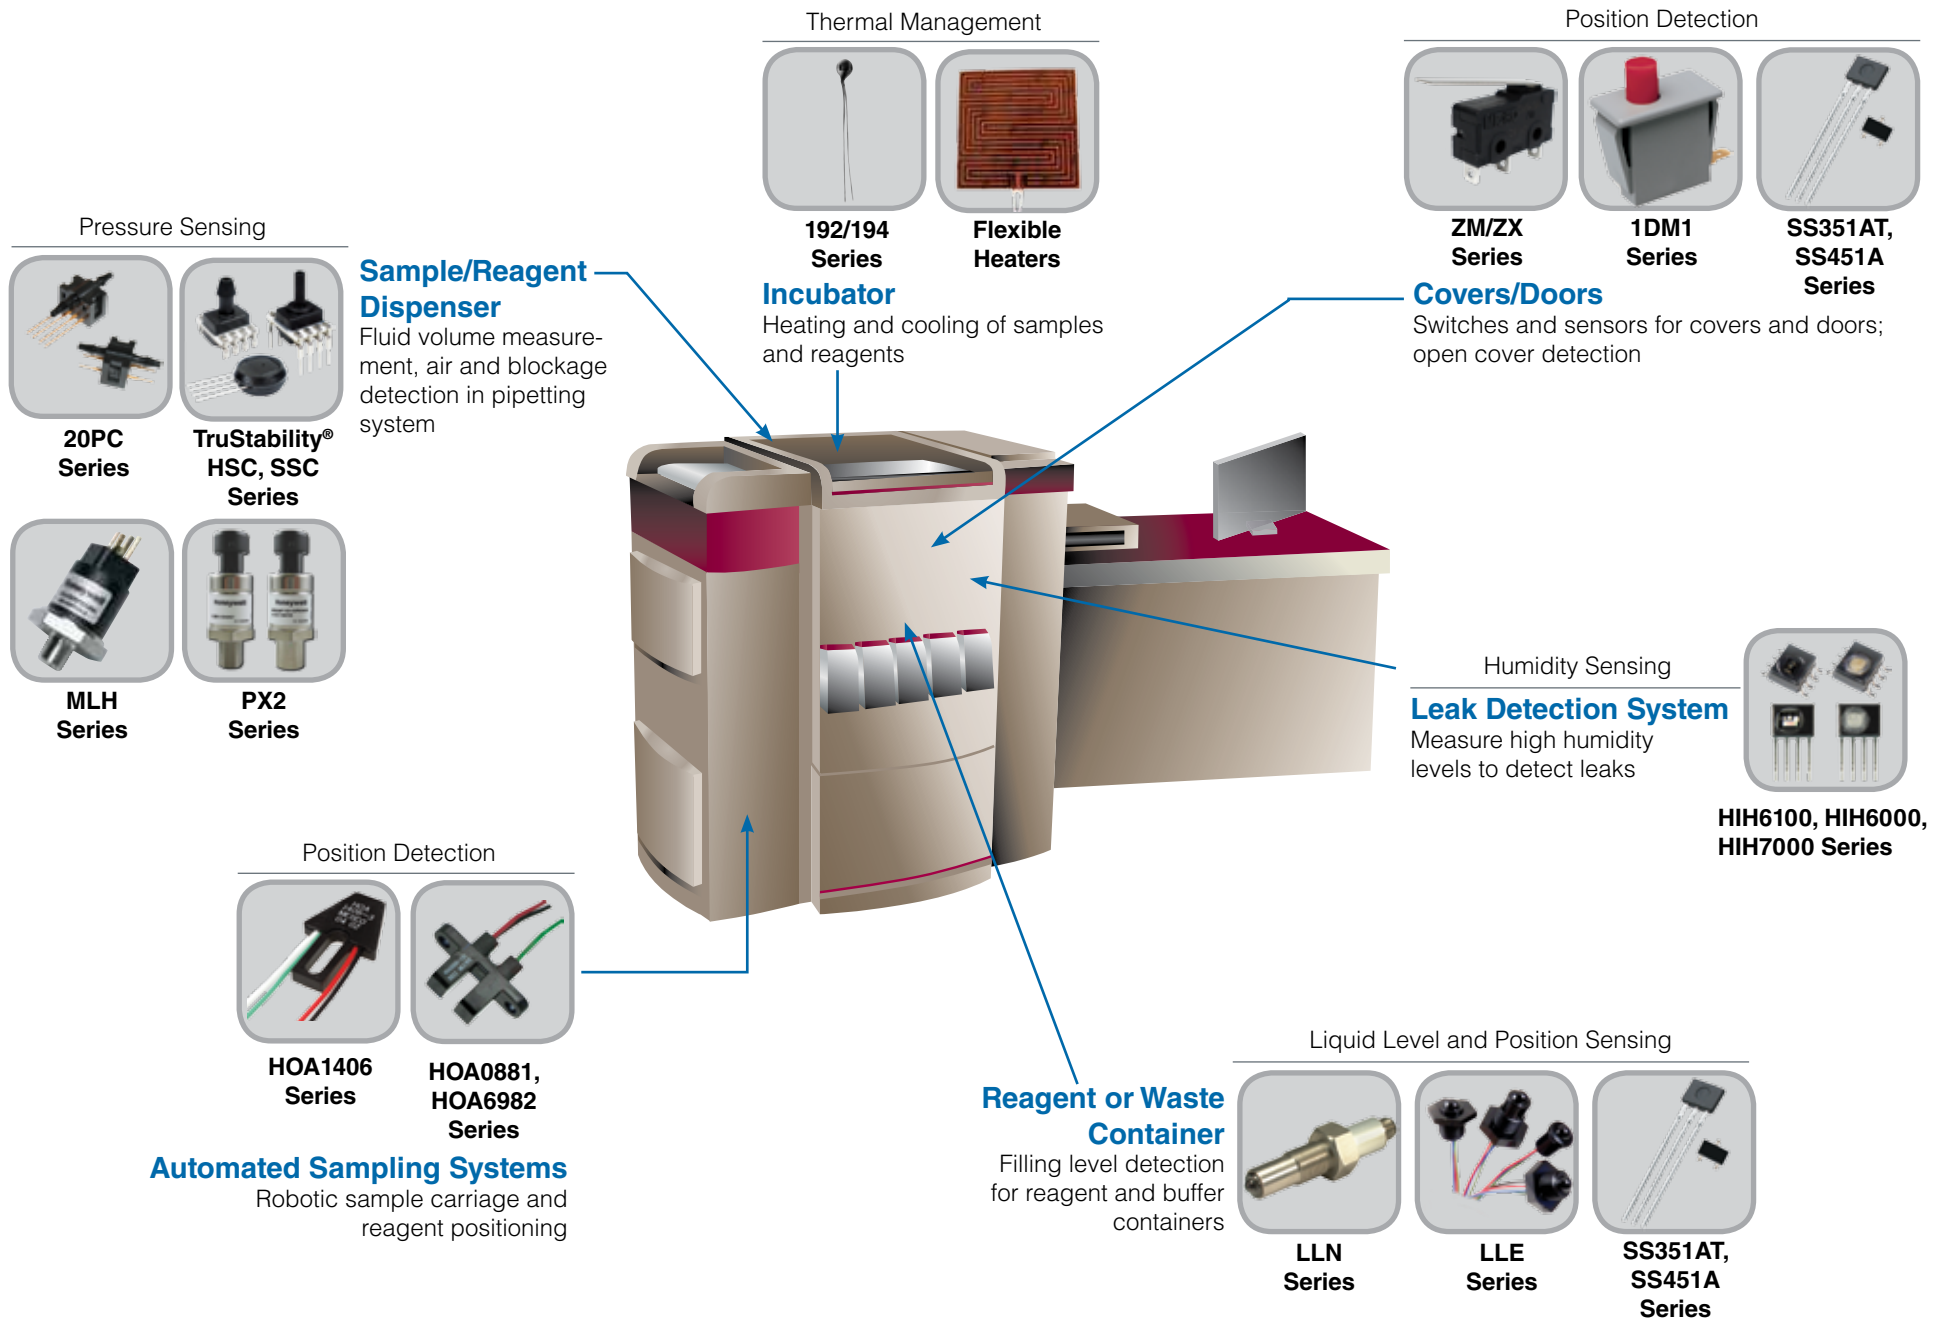 Thermal Management
192/194
Series
Flexible
Heaters
Incubator
Heating and cooling of samples
and reagents
Position Detection
ZM/ZX
Series
1DM1
Series
SS351AT,
SS451A
Series
Covers/Doors
Switches and sensors for covers and doors;
open cover detection
Pressure Sensing
20PC
Series
TruStability®
HSC, SSC
Series
MLH
Series
PX2
Series
Honeywell
Honeywell
Honeywell
Sample/Reagent
Dispenser
Fluid volume measure-
ment, air and blockage
detection in pipetting
system
Humidity Sensing
Leak Detection System
Measure high humidity
levels to detect leaks
HIH6100, HIH6000,
HIH7000 Series
Position Detection
HOA
HOA1406
Series
HOA0881,
HOA6982
Series
Automated Sampling Systems
Robotic sample carriage and
reagent positioning
Liquid Level and Position Sensing
Reagent or Waste
Container
Filling level detection
for reagent and buffer
containers
LLN
Series
LLE
Series
SS351AT,
SS451A
Series